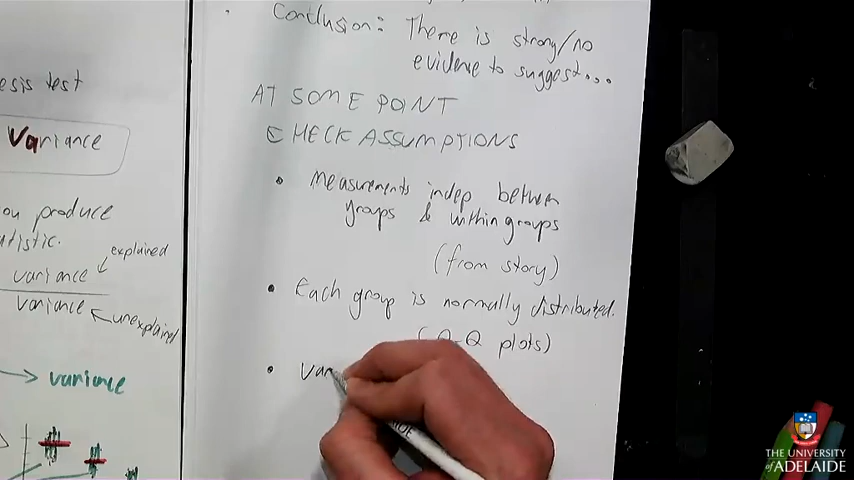 esis test
Variance
ou produce
tistic.
explained
variance
variance
unexplained
variance
Conclusion: There is strong/no
evidence to suggest...
AT SOME POINT
CHECK ASSUMPTIONS
• Measurements indep between
groups & within groups
(from story)
• Each group is normally distributed.
(Q-Q plots)
• Var
THE UNIVERSITY
of ADELAIDE